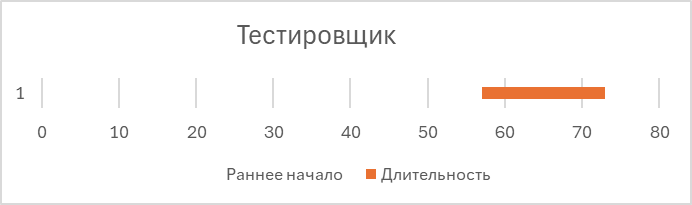 Тестировщик
1
0 10 20 30 40 50 60 70 80
Раннее начало Длительность